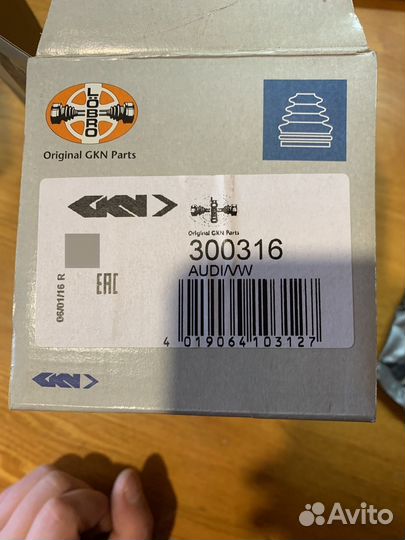 LÖBRO
Original GKN Parts
GKN
Original GKN Parts
300316
AUDI/VW
06/01/16 R
EAC
4 019064 103127
GKN
Avito